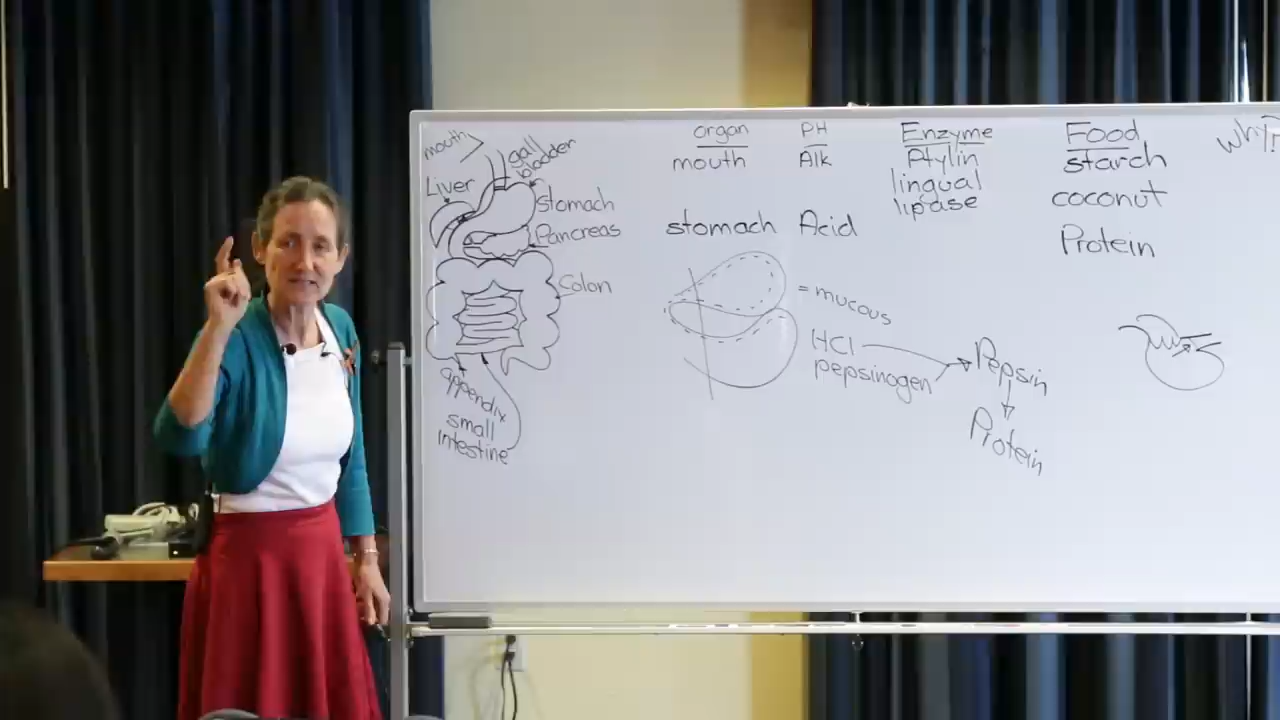 mouth
gall
bladder
Liver
stomach
Pancreas
Colon
appendix
small
intestine
organ PH Enzyme Food Why?
mouth Alk Ptylin starch
lingual
lipase
coconut
stomach Acid Protein
= mucous
HCl
pepsinogen
Pepsin
Protein